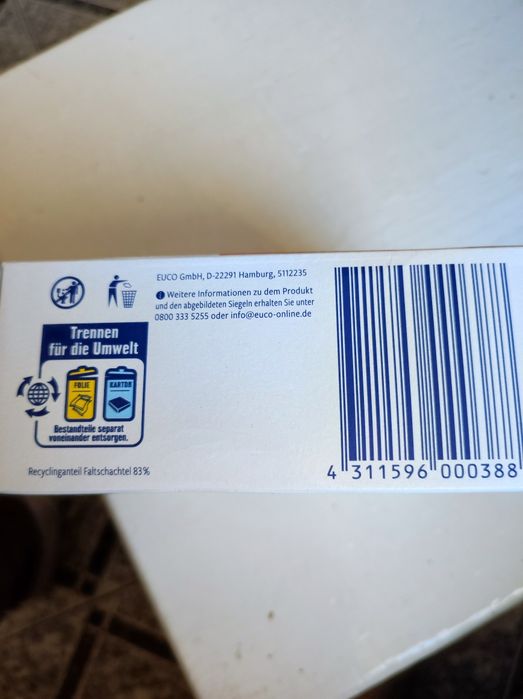 EUCO GmbH, D-22291 Hamburg, 5112235
i Weitere Informationen zu dem Produkt
und den abgebildeten Siegeln erhalten Sie unter
0800 333 5255 oder info@euco-online.de
Trennen
für die Umwelt
FOLIE
KARTON
Bestandteile separat
voneinander entsorgen.
Recyclinganteil Faltschachtel 83%
4 311596 000388